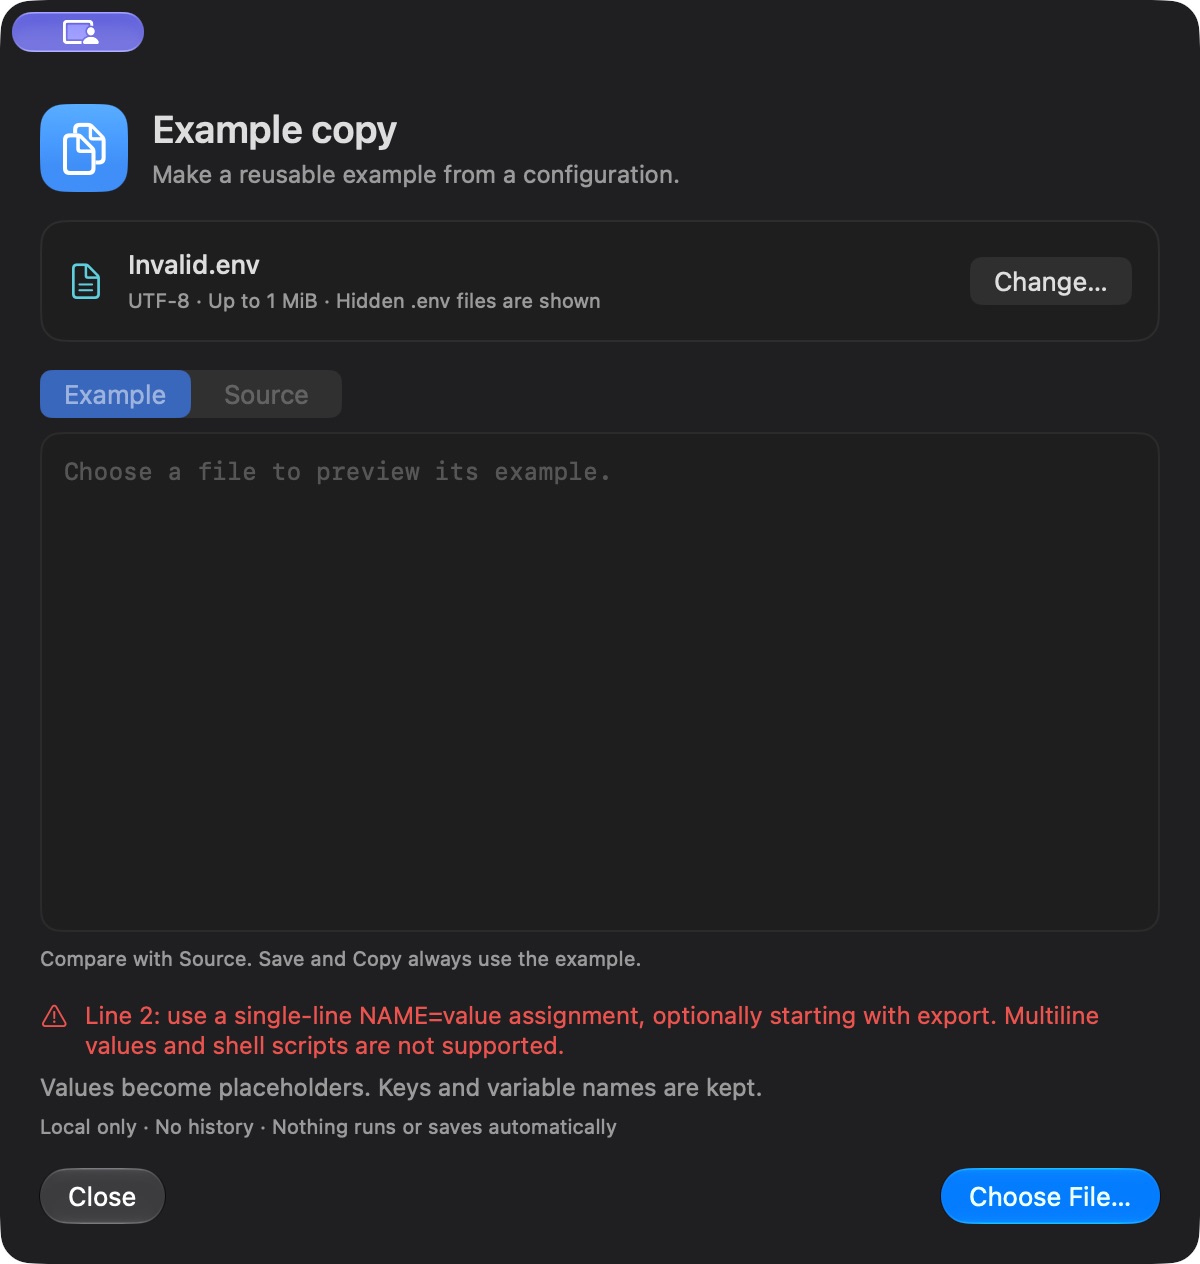 Example copy
Make a reusable example from a configuration.
Invalid.env
UTF-8 · Up to 1 MiB · Hidden .env files are shown
Change...
Example
Source
Choose a file to preview its example.
Compare with Source. Save and Copy always use the example.
Line 2: use a single-line NAME=value assignment, optionally starting with export. Multiline
values and shell scripts are not supported.
Values become placeholders. Keys and variable names are kept.
Local only · No history · Nothing runs or saves automatically
Close
Choose File...